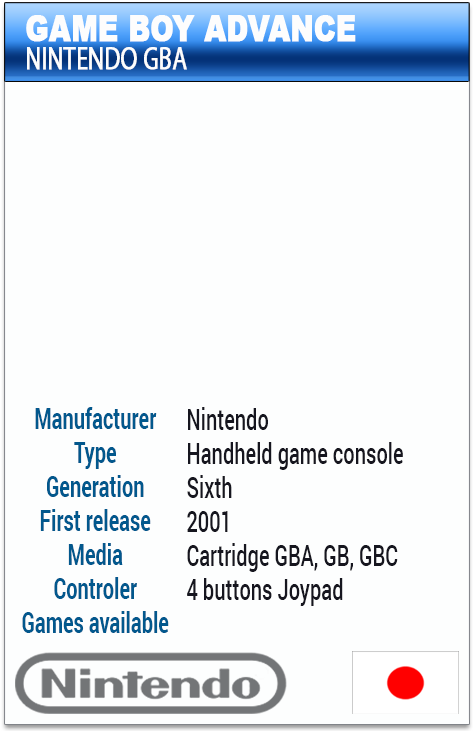 GAME BOY ADVANCE
NINTENDO GBA
Manufacturer Nintendo
Type Handheld game console
Generation Sixth
First release 2001
Media Cartridge GBA, GB, GBC
Controler 4 buttons Joypad
Games available
Nintendo